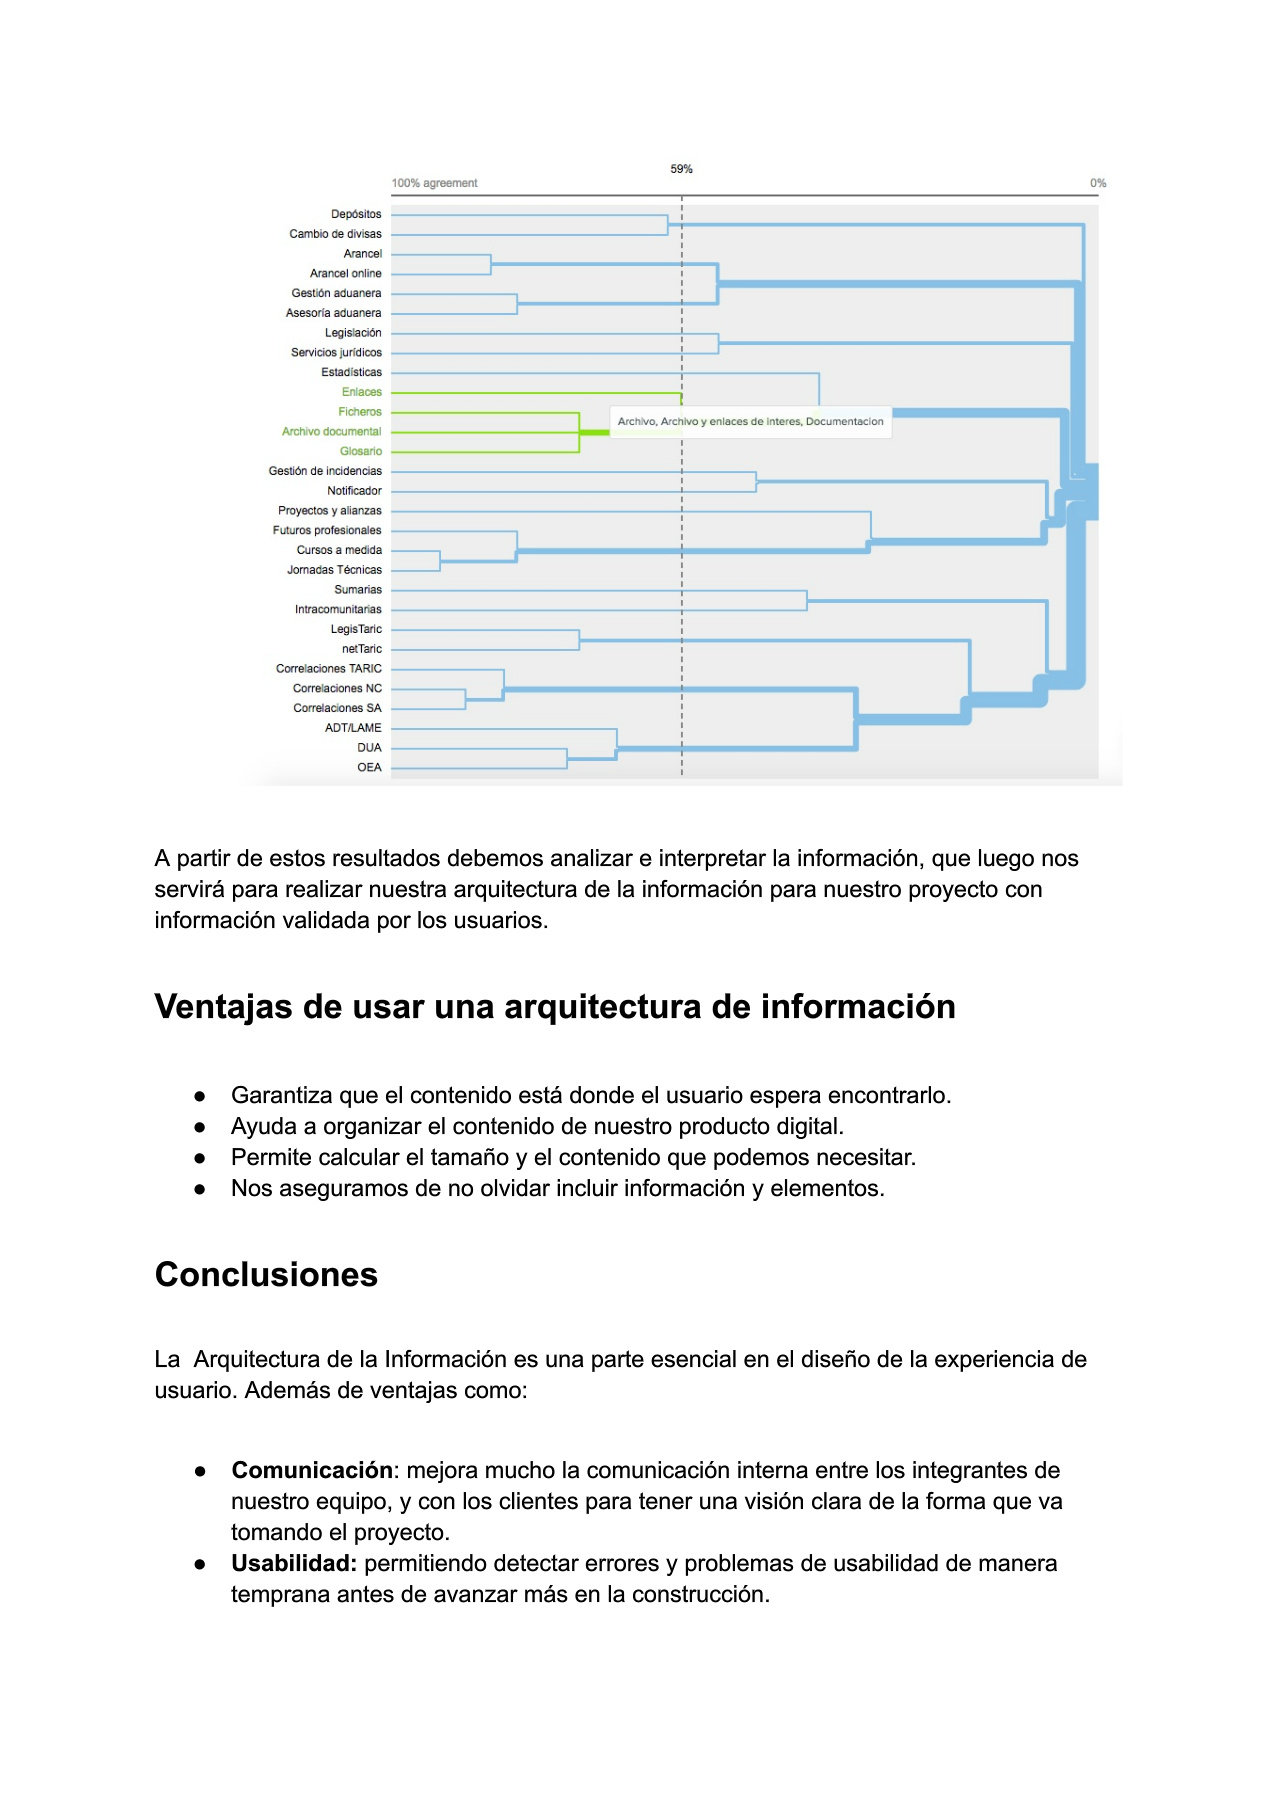 59%
100% agreement 0%
Depósitos
Cambio de divisas
Arancel
Arancel online
Gestión aduanera
Asesoría aduanera
Legislación
Servicios jurídicos
Estadísticas
Enlaces
Ficheros
Archivo, Archivo y enlaces de interes, Documentacion
Archivo documental
Glosario
Gestión de incidencias
Notificador
Proyectos y alianzas
Futuros profesionales
Cursos a medida
Jornadas Técnicas
Sumarias
Intracomunitarias
LegisTaric
netTaric
Correlaciones TARIC
Correlaciones NC
Correlaciones SA
ADT/LAME
DUA
OEA
A partir de estos resultados debemos analizar e interpretar la información, que luego nos
servirá para realizar nuestra arquitectura de la información para nuestro proyecto con
información validada por los usuarios.
Ventajas de usar una arquitectura de información
● Garantiza que el contenido está donde el usuario espera encontrarlo.
● Ayuda a organizar el contenido de nuestro producto digital.
● Permite calcular el tamaño y el contenido que podemos necesitar.
● Nos aseguramos de no olvidar incluir información y elementos.
Conclusiones
La Arquitectura de la Información es una parte esencial en el diseño de la experiencia de
usuario. Además de ventajas como:
● Comunicación: mejora mucho la comunicación interna entre los integrantes de
nuestro equipo, y con los clientes para tener una visión clara de la forma que va
tomando el proyecto.
● Usabilidad: permitiendo detectar errores y problemas de usabilidad de manera
temprana antes de avanzar más en la construcción.